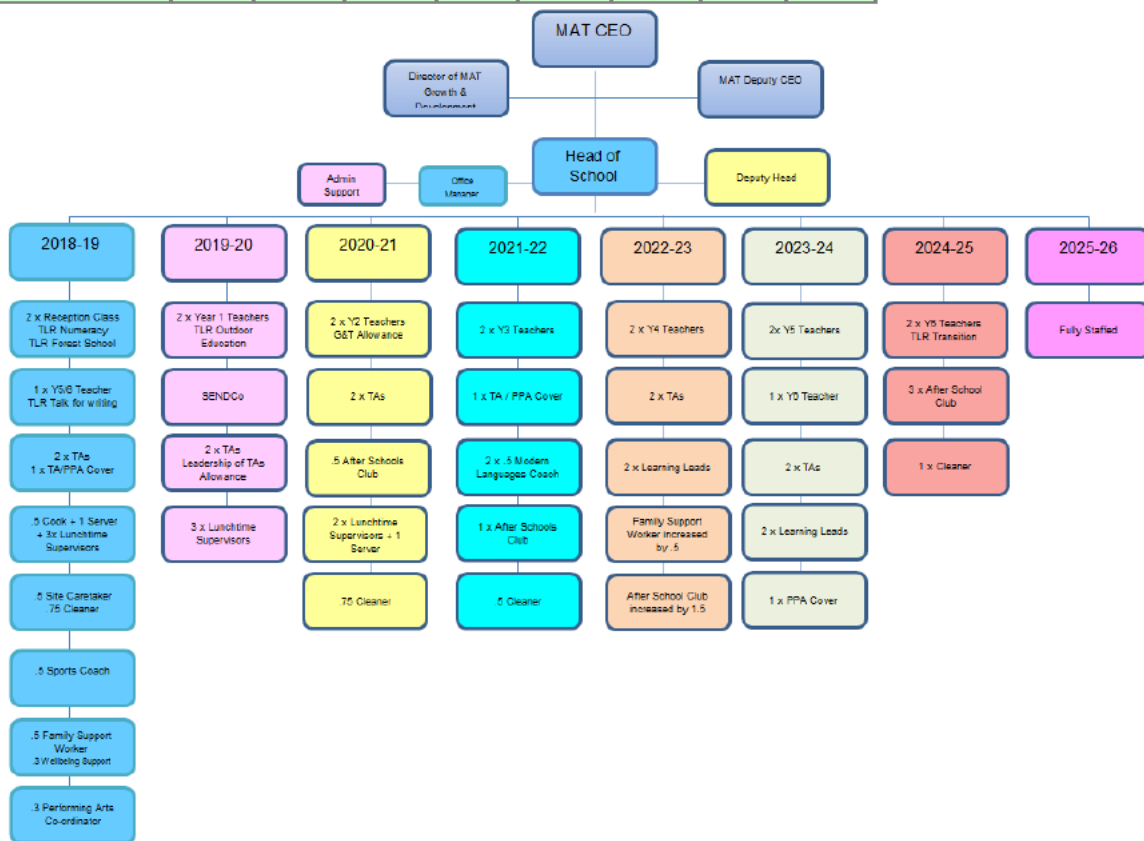 MAT CEO
Director of MAT
Growth &
Development
MAT Deputy CEO
Head of
School
Admin
Support
Office
Manager
Deputy Head
2018-19
2019-20
2020-21
2021-22
2022-23
2023-24
2024-25
2025-26
2 x Reception Class
TLR Numeracy
TLR Forest School
2 x Year 1 Teachers
TLR Outdoor
Education
2 x Y2 Teachers
G&T Allowance
2 x Y3 Teachers
2 x Y4 Teachers
2x Y5 Teachers
2 x Teachers
TLR Transition
Fully Staffed
1 x Y5/6 Teacher
TLR Talk for writing
SENDCo
2 x TAs
1 x TA / PPA Cover
2 x TAs
1 x Teacher
3 x After School
Club
2 x TAs
1 x TA/PPA Cover
2 x TAs
Leadership of TAs
Allowance
.5 After Schools
Club
2 x .5 Modern
Languages Coach
2 x Learning Leads
2 x TAs
1 x Cleaner
.5 Cook + 1 Server
+ 3x Lunchtime
Supervisors
3 x Lunchtime
Supervisors
2 x Lunchtime
Supervisors + 1
Server
1 x After Schools
Club
Family Support
Worker increased
by .5
2 x Learning Leads
.5 Site Caretaker
.75 Cleaner
.75 Cleaner
.5 Cleaner
After School Club
increased by 1.5
1 x PPA Cover
.5 Sports Coach
.5 Family Support
Worker
.3 Wellbeing Support
.3 Performing Arts
Co-ordinator